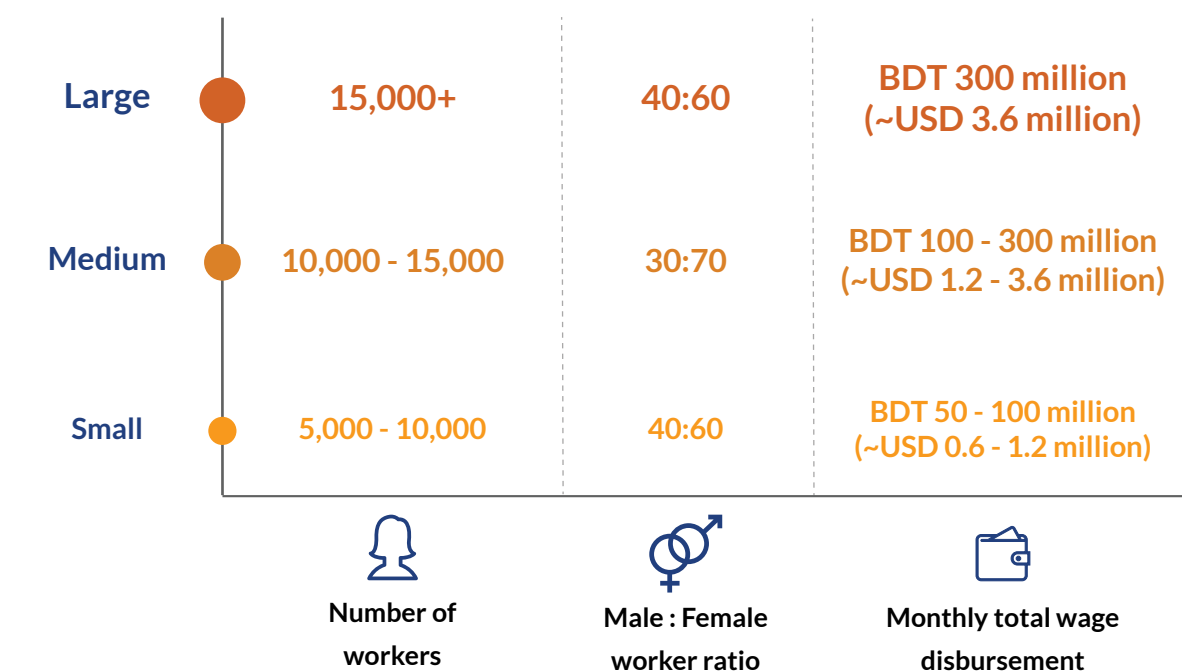 Large
15,000+
40:60
BDT 300 million
(~USD 3.6 million)
Medium
10,000 - 15,000
30:70
BDT 100 - 300 million
(~USD 1.2 - 3.6 million)
Small
5,000 - 10,000
40:60
BDT 50 - 100 million
(~USD 0.6 - 1.2 million)
Number of
workers
Male : Female
worker ratio
Monthly total wage
disbursement